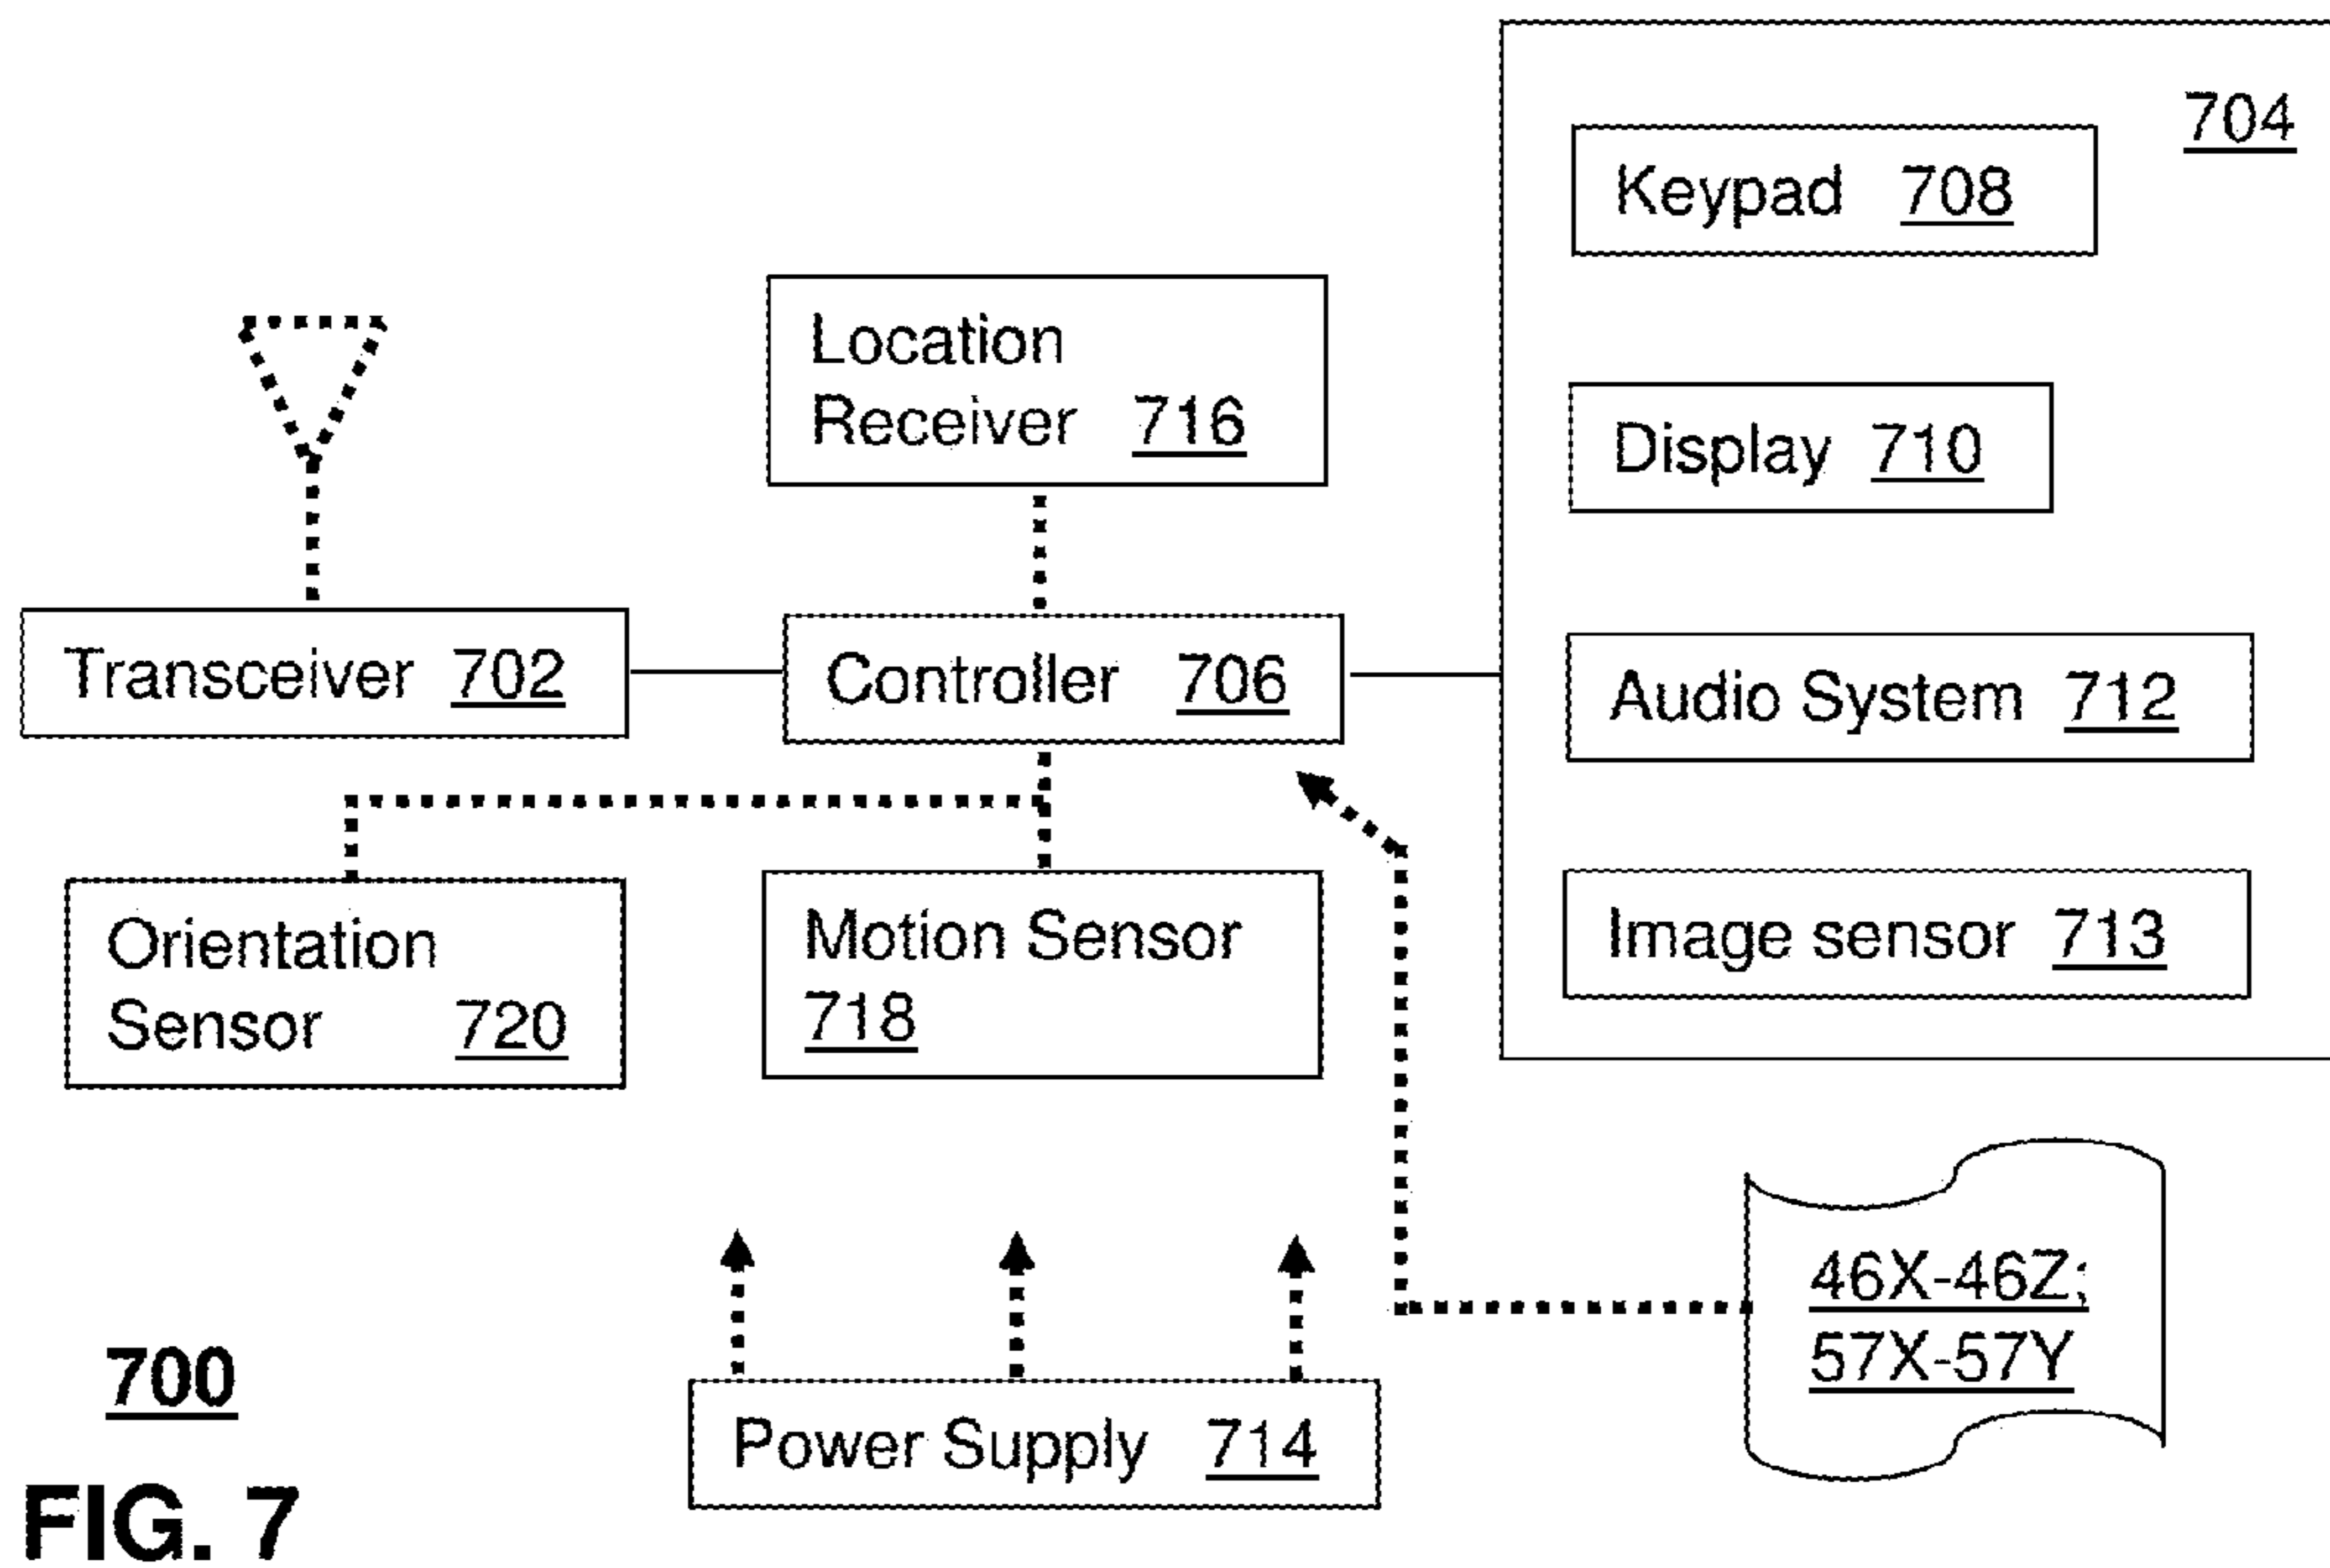 704
Keypad 708
Location
Receiver 716
Display 710
Transceiver 702
Controller 706
Audio System 712
Orientation
Sensor 720
Motion Sensor
718
Image sensor 713
46X-46Z;
57X-57Y
700
Power Supply 714
FIG. 7